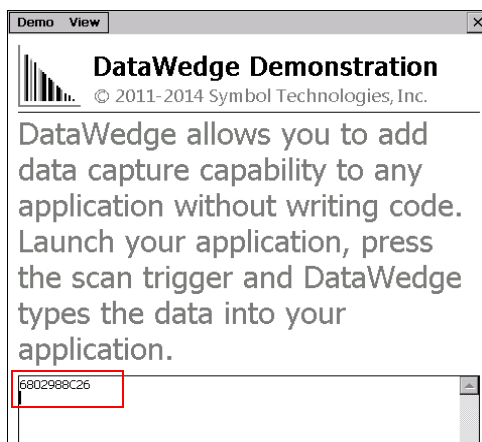 Demo View
DataWedge Demonstration
© 2011-2014 Symbol Technologies, Inc.
DataWedge allows you to add
data capture capability to any
application without writing code.
Launch your application, press
the scan trigger and DataWedge
types the data into your
application.
6802988C26